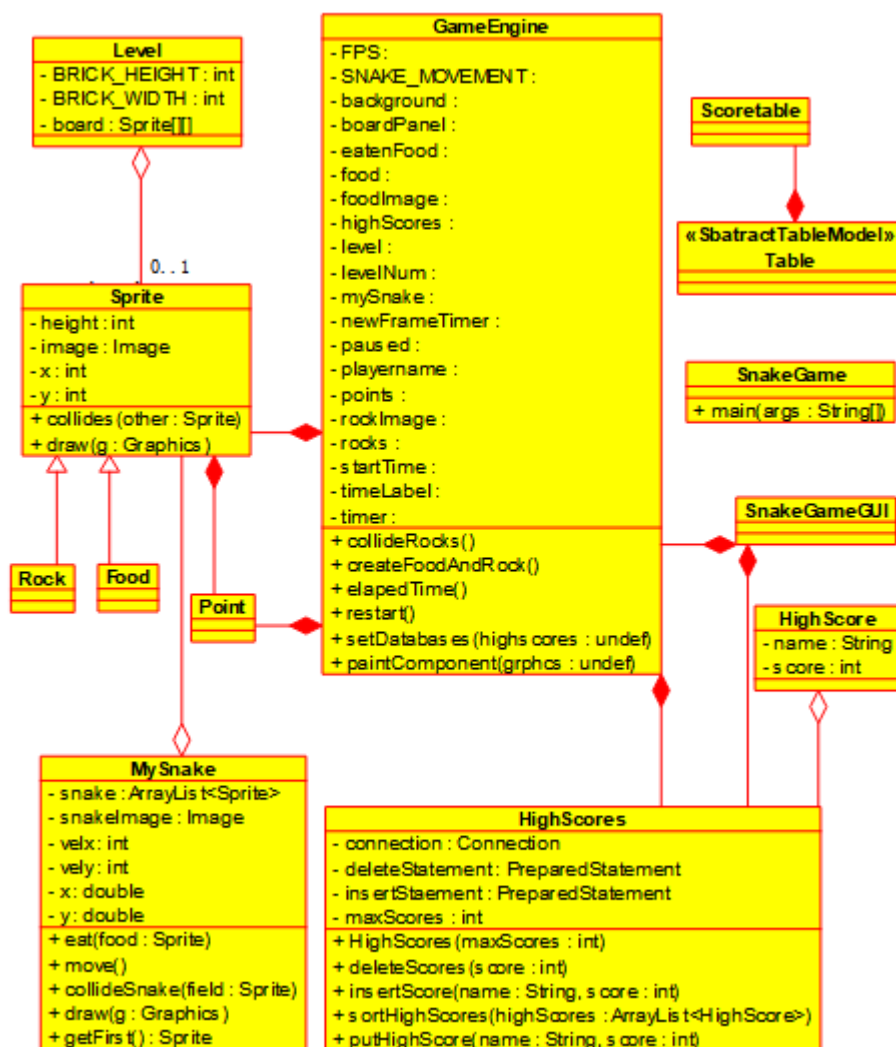 Level
- BRICK_HEIGHT : int
- BRICK_WIDTH : int
- board : Sprite[][]
0..1
Sprite
- height : int
- image : Image
- x : int
- y : int
+ collides(other : Sprite)
+ draw(g : Graphics)
Rock
Food
Point
GameEngine
- FPS :
- SNAKE_MOVEMENT :
- background :
- boardPanel :
- eatenFood :
- food :
- foodImage :
- highScores :
- level :
- levelNum :
- mySnake :
- newFrameTimer :
- paused :
- playername :
- points :
- rockImage :
- rocks :
- startTime :
- timeLabel :
- timer :
+ collideRocks()
+ createFoodAndRock()
+ elapedTime()
+ restart()
+ setDatabases(highscores : undef)
+ paintComponent(grphcs : undef)
Scoretable
«SbatractTableModel»
Table
SnakeGame
+ main(args : String[])
SnakeGameGUI
HighScore
- name : String
- score : int
MySnake
- snake : ArrayList<Sprite>
- snakeImage : Image
- velx : int
- vely : int
- x : double
- y : double
+ eat(food : Sprite)
+ move()
+ collideSnake(field : Sprite)
+ draw(g : Graphics)
+ getFirst() : Sprite
HighScores
- connection : Connection
- deleteStatement : PreparedStatement
- insertStaement : PreparedStatement
- maxScores : int
+ HighScores(maxScores : int)
+ deleteScores(score : int)
+ insertScore(name : String, score : int)
+ sortHighScores(highScores : ArrayList<HighScore>)
+ putHighScore(name : String, score : int)